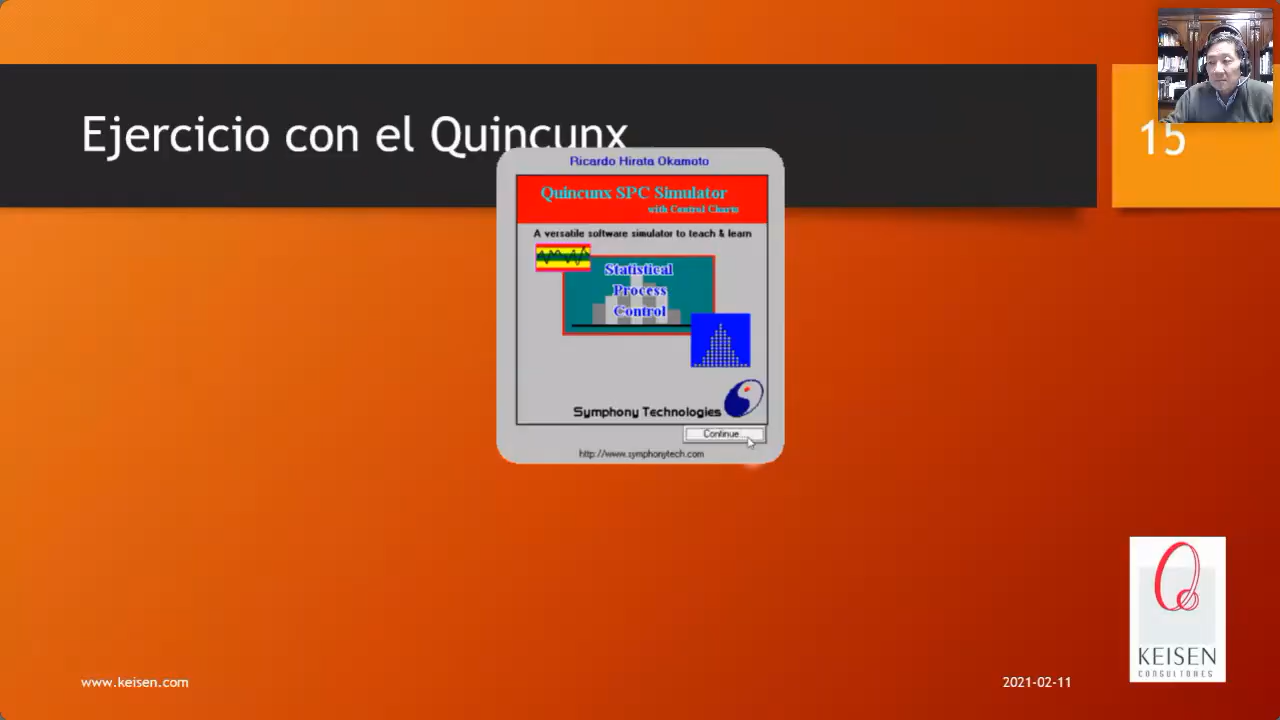 Ejercicio con el Quincunx
15
Ricardo Hirata Okamoto
Quincunx SPC Simulator
with Control Charts
A versatile software simulator to teach & learn
Statistical
Process
Control
Symphony Technologies
Continue...
http://www.symphonytech.com
KEISEN
CONSULTORES
www.keisen.com
2021-02-11